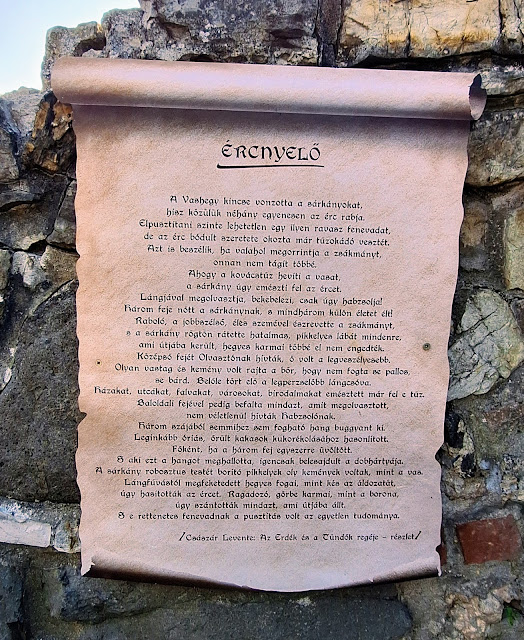 ÉRCNYELŐ
A Vashegy kincse vonzotta a sárkányokat,
hisz közülük néhány egyenesen az érc rabja.
Elpusztítani szinte lehetetlen egy ilyen ravasz fenevadat,
de az érc bódult szeretete okozta már tűzokádó vesztét.
Azt is beszélik, ha valahol megorrintja a zsákmányt,
onnan nem tágít többé.
Ahogy a kovácstűz hevíti a vasat,
a sárkány úgy emészti fel az ércet.
Lángjával megolvasztja, bekebelezi, csak úgy habzsolja!
Három feje nőtt a sárkánynak, s mindhárom külön életet élt!
Raboló, a jobbszélső, éles szemével észrevette a zsákmányt,
s a sárkány rögtön rátette hatalmas, pikkelyes lábát mindenre,
ami útjába került, hegyes karmai többé el nem engedték.
Középső fejét Olvasztónak hívták, ő volt a legveszélyesebb.
Olyan vastag és kemény volt rajta a bőr, hogy nem fogta se pallos,
se bárd. Belőle tört elő a legperzselőbb lángcsóva.
Házakat, utcákat, falvakat, városokat, birodalmakat emésztett már fel e tűz.
Baloldali fejével pedig befalta mindazt, amit megolvasztott,
nem véletlenül hívták Habzsolónak.
Három szájából semmihez sem fogható hang buggyant ki.
Leginkább óriás, őrült kakasok kukorékolásához hasonlított.
Főként, ha a három fej egyszerre üvöltött.
S aki ezt a hangot meghallotta, igencsak belesajdult a dobhártyája.
A sárkány robosztus testét borító pikkelyek oly kemények voltak, mint a vas.
Lángfüvástól megfeketedett hegyes fogai, mint kés az áldozatát,
úgy hasították az ércet. Ragadozó, görbe karmai, mint a borona,
úgy szántották mindazt, ami útjába állt.
S e rettenetes fenevadnak a pusztítás volt az egyetlen tudománya.
/Császár Levente: Az Erdék és a Tündök regéje – részlet/